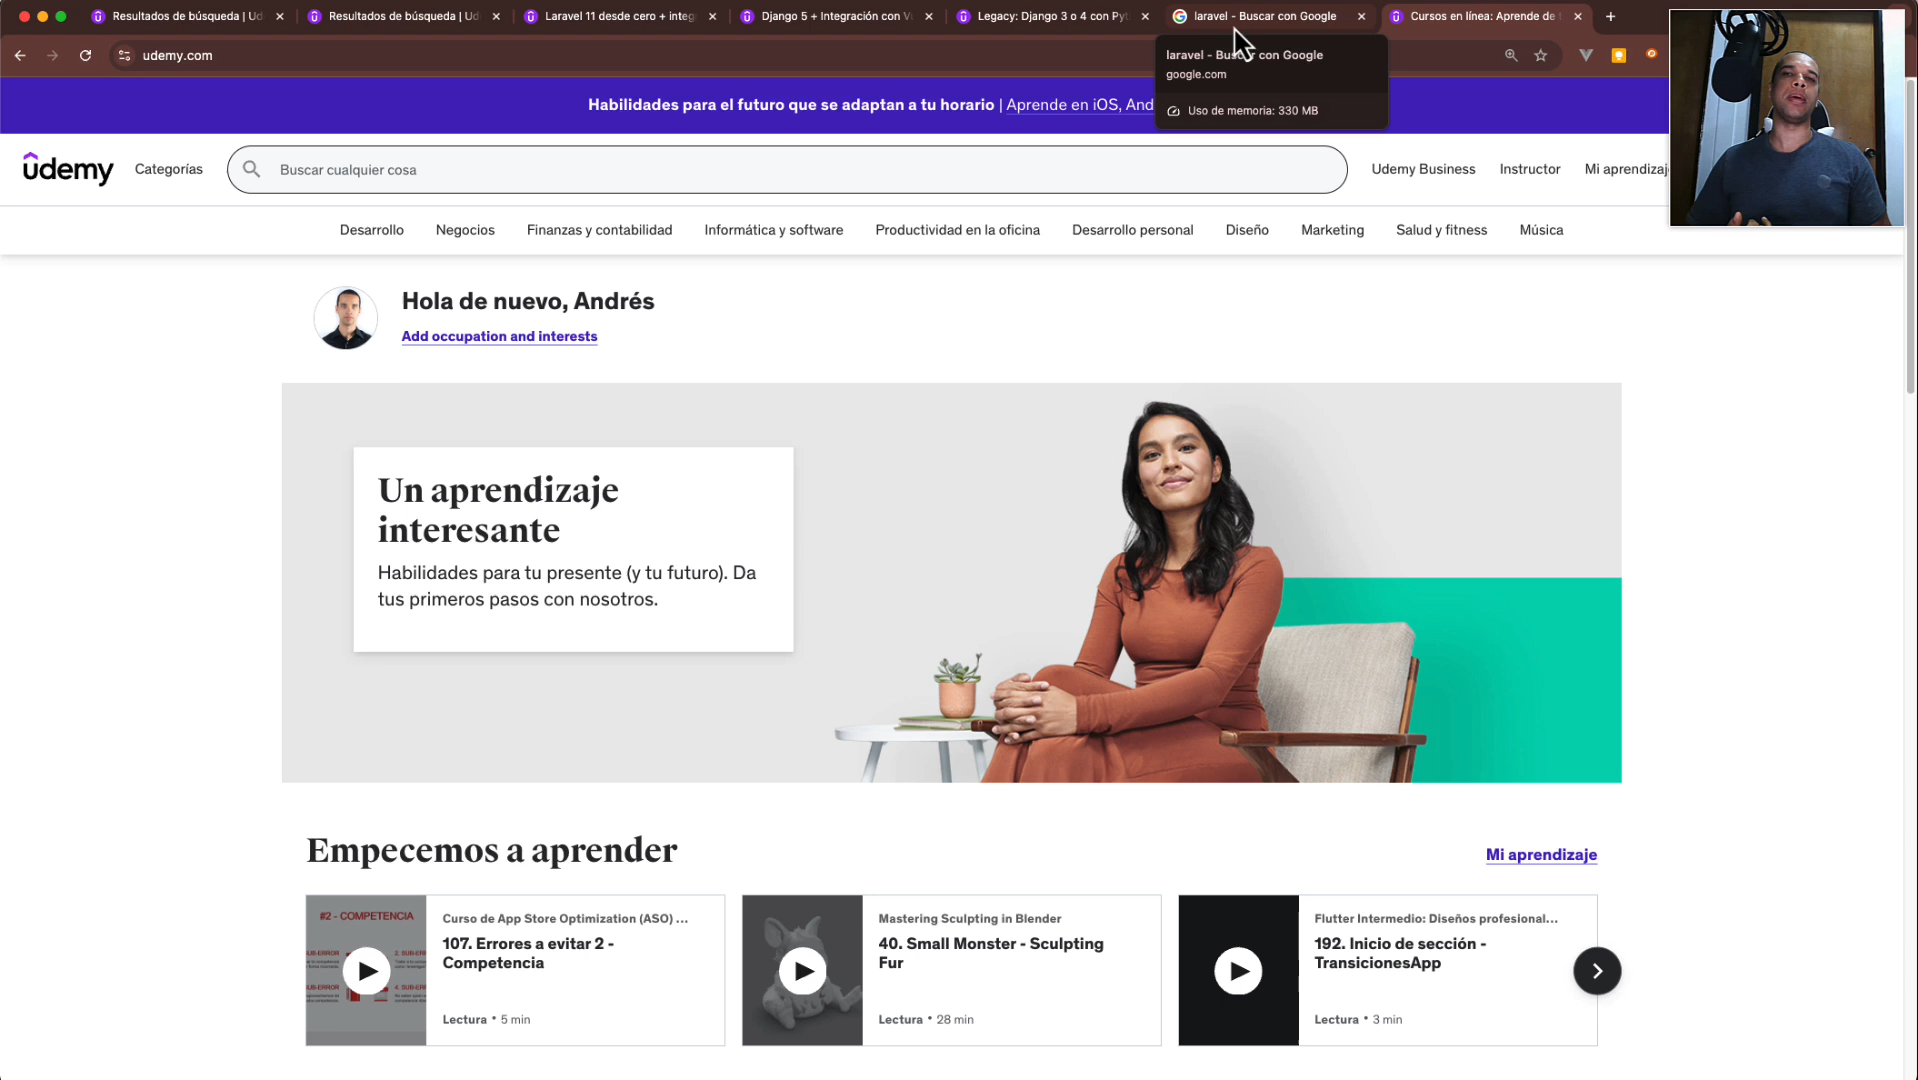 Resultados de búsqueda | Ud
Resultados de búsqueda | Ud
Laravel 11 desde cero + integ
Django 5 + Integración con Vu
Legacy: Django 3 o 4 con Pyt
laravel - Buscar con Google
Cursos en línea: Aprende de l
udemy.com
laravel - Buscar con Google
google.com
Uso de memoria: 330 MB
Habilidades para el futuro que se adaptan a tu horario | Aprende en iOS, And
udemy
Categorías
Buscar cualquier cosa
Udemy Business
Instructor
Mi aprendizaje
Desarrollo
Negocios
Finanzas y contabilidad
Informática y software
Productividad en la oficina
Desarrollo personal
Diseño
Marketing
Salud y fitness
Música
Hola de nuevo, Andrés
Add occupation and interests
Un aprendizaje
interesante
Habilidades para tu presente (y tu futuro). Da
tus primeros pasos con nosotros.
Empecemos a aprender
Mi aprendizaje
#2 - COMPETENCIA
Curso de App Store Optimization (ASO) ...
107. Errores a evitar 2 -
Competencia
Lectura • 5 min
Mastering Sculpting in Blender
40. Small Monster - Sculpting
Fur
Lectura • 28 min
Flutter Intermedio: Diseños profesional...
192. Inicio de sección -
TransicionesApp
Lectura • 3 min